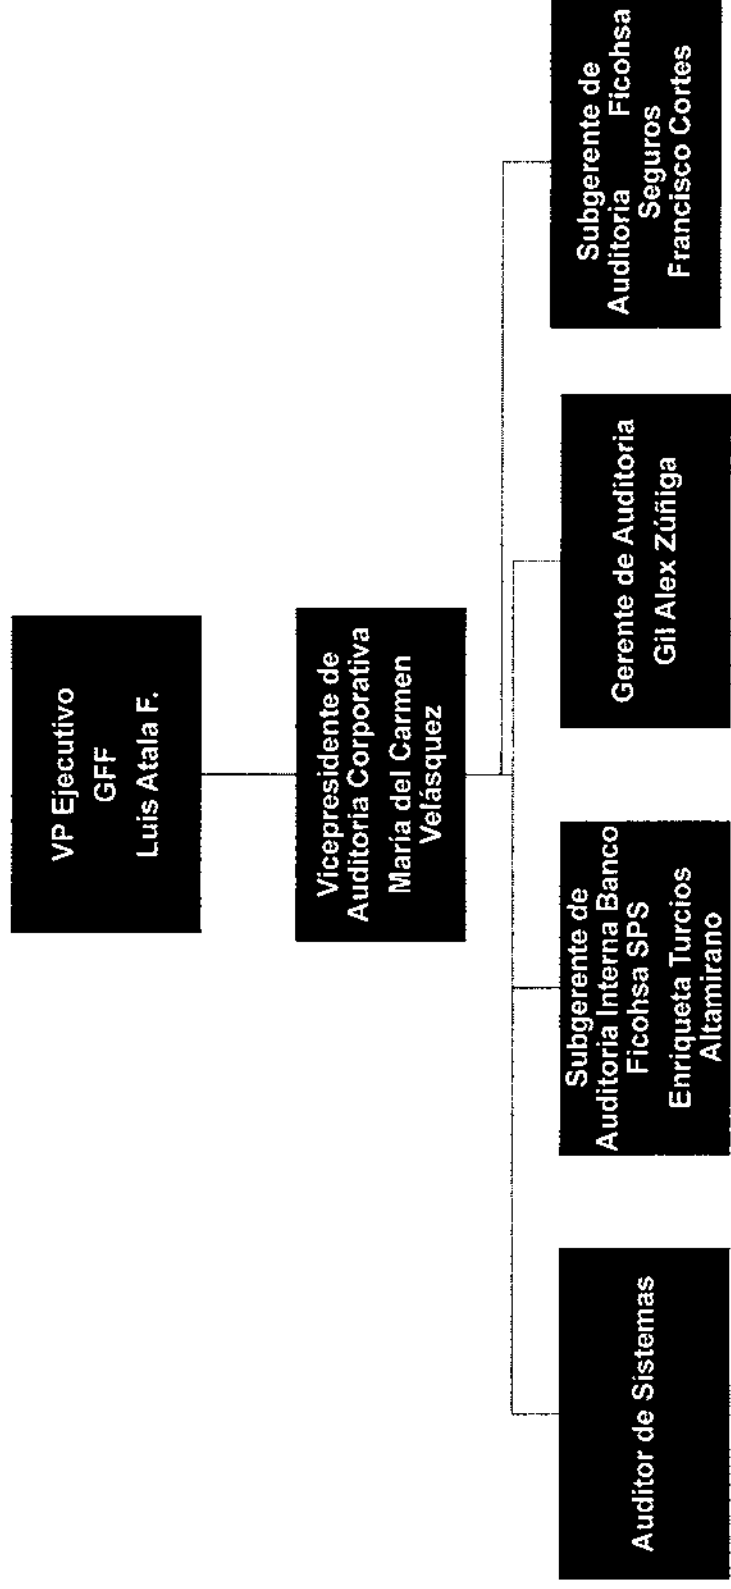 VP Ejecutivo
GFF
Luis Atala F.
Vicepresidente de
Auditoria Corporativa
María del Carmen
Velásquez
Auditor de Sistemas
Subgerente de
Auditoria Interna Banco
Ficohsa SPS
Enriqueta Turcios
Altamirano
Gerente de Auditoria
Gil Alex Zúñiga
Subgerente de
Auditoria Ficohsa
Seguros
Francisco Cortes